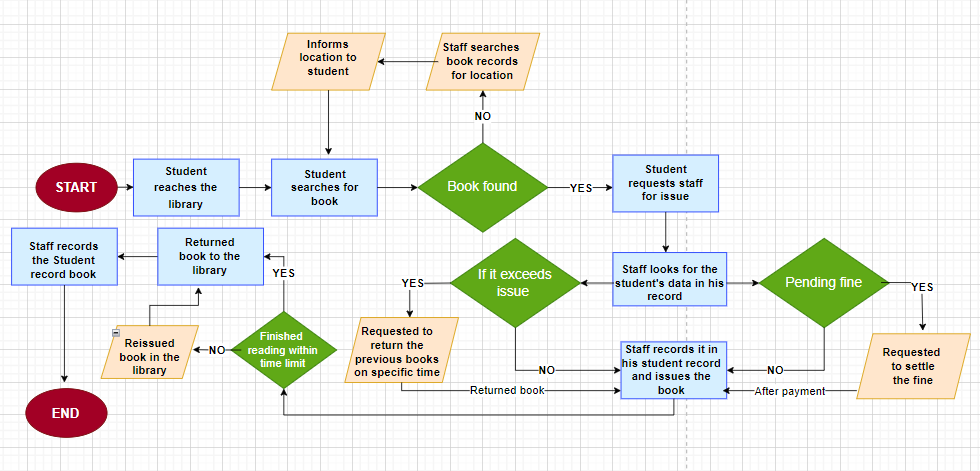 Informs
location to
student
Staff searches
book records
for location
NO
START
Student
reaches the
library
Student
searches for
book
Book found
YES
Student
requests staff
for issue
Staff records
the Student
record book
Returned
book to the
library
YES
YES
If it exceeds
issue
Staff looks for the
student's data in his
record
Pending fine
YES
Reissued
book in the
library
NO
Finished
reading within
time limit
Requested to
return the
previous books
on specific time
NO
Staff records it in
his student record
and issues the
book
NO
Requested
to settle
the fine
Returned book
After payment
END